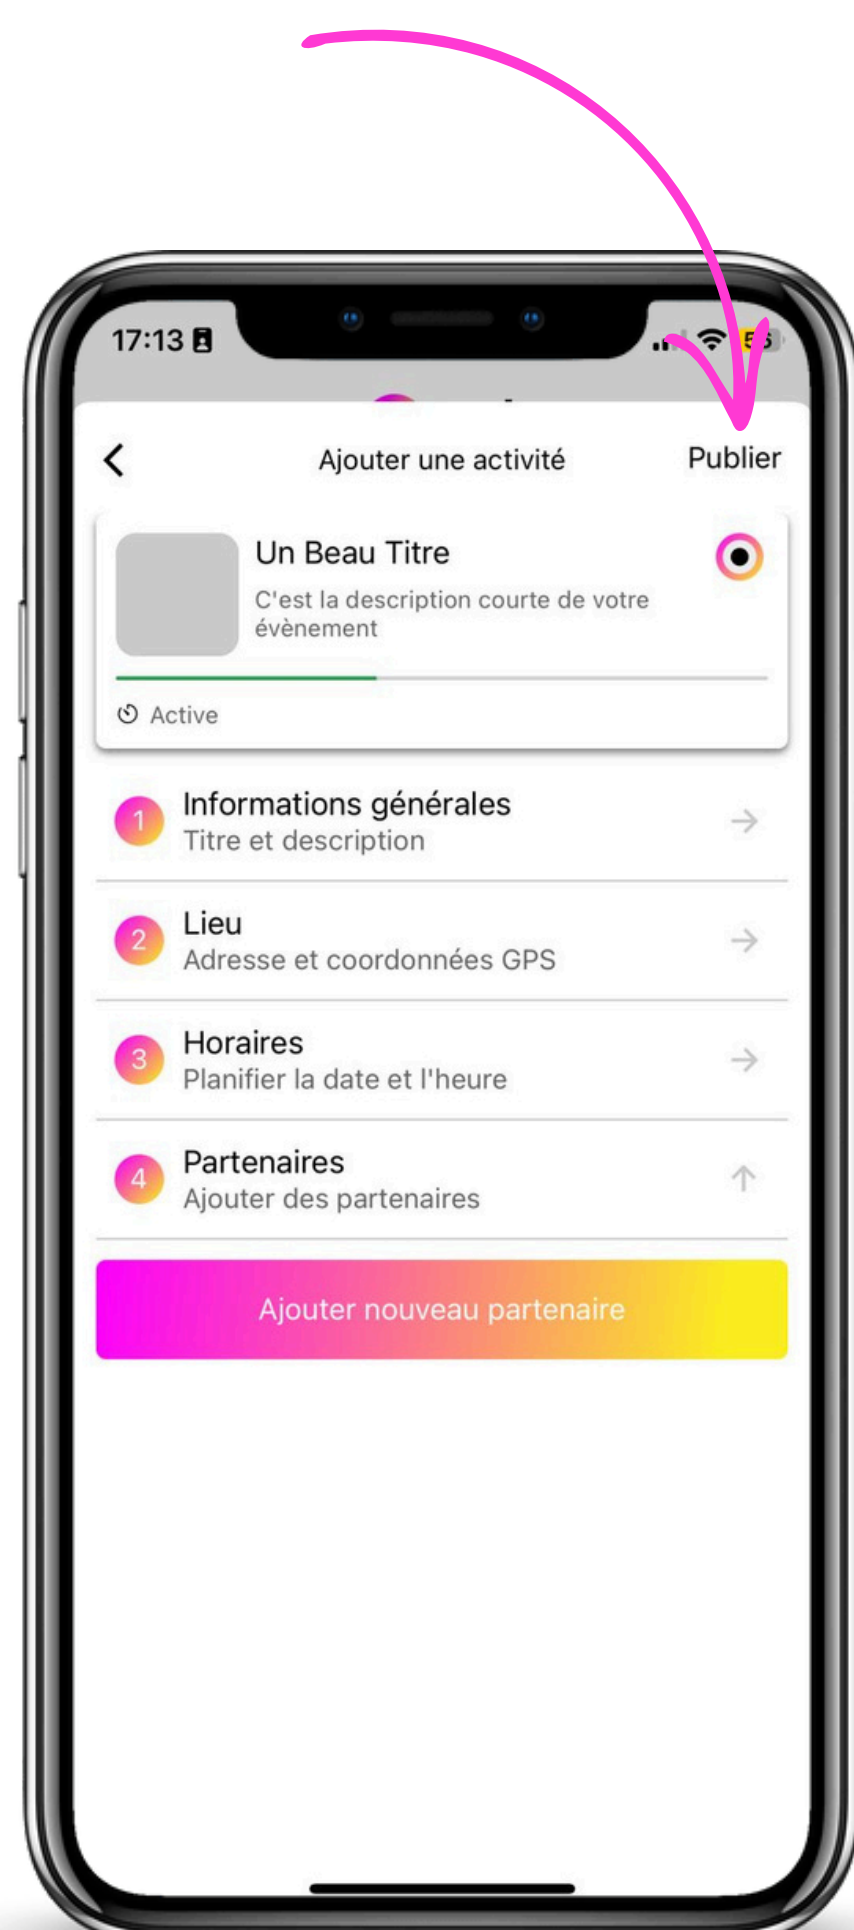 17:13
56
Ajouter une activité
Publier
Un Beau Titre
C'est la description courte de votre
évènement
Active
1
Informations générales
Titre et description
2
Lieu
Adresse et coordonnées GPS
3
Horaires
Planifier la date et l'heure
4
Partenaires
Ajouter des partenaires
Ajouter nouveau partenaire